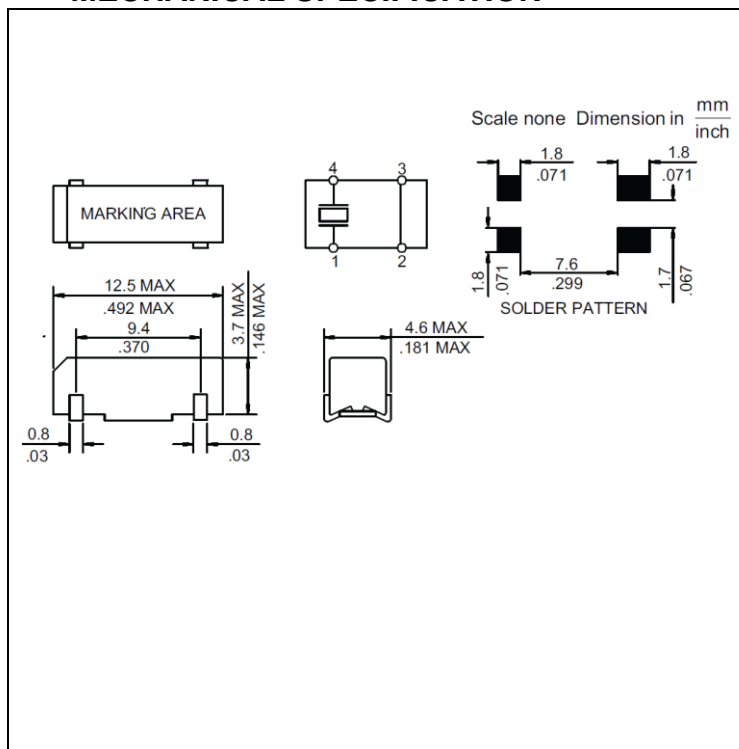 MECHANICAL SPECIFICATION
Scale none Dimension in mm
inch
1.8
.071
1.8
.071
4
3
MARKING AREA
1
2
1.8
.071
7.6
.299
1.7
.067
SOLDER PATTERN
12.5 MAX
.492 MAX
3.7 MAX
.146 MAX
9.4
.370
4.6 MAX
.181 MAX
0.8
.03
0.8
.03